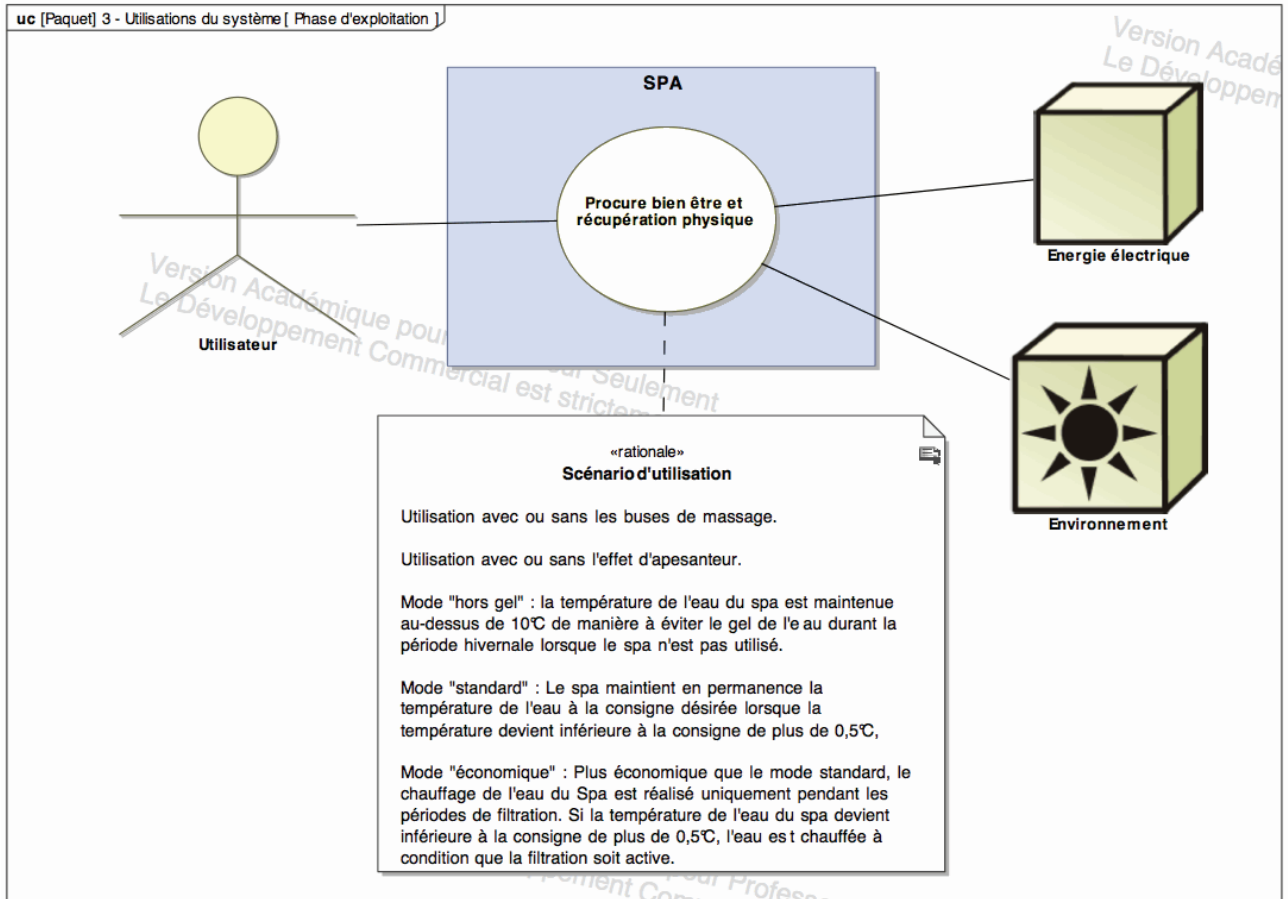 uc [Paquet] 3 - Utilisations du système [ Phase d'exploitation ]
Version Acadé
Le Développem
SPA
Procure bien être et
récupération physique
Energie électrique
Version Académique pour
Le Développement Commercial est strictem
ur Seulement
Utilisateur
Environnement
«rationale»
Scénario d'utilisation
Utilisation avec ou sans les buses de massage.
Utilisation avec ou sans l'effet d'apesanteur.
Mode "hors gel" : la température de l'eau du spa est maintenue
au-dessus de 10°C de manière à éviter le gel de l'e au durant la
période hivernale lorsque le spa n'est pas utilisé.
Mode "standard" : Le spa maintient en permanence la
température de l'eau à la consigne désirée lorsque la
température devient inférieure à la consigne de plus de 0,5°C,
Mode "économique" : Plus économique que le mode standard, le
chauffage de l'eau du Spa est réalisé uniquement pendant les
périodes de filtration. Si la température de l'eau du spa devient
inférieure à la consigne de plus de 0,5°C, l'eau es t chauffée à
condition que la filtration soit active.
pour Profess